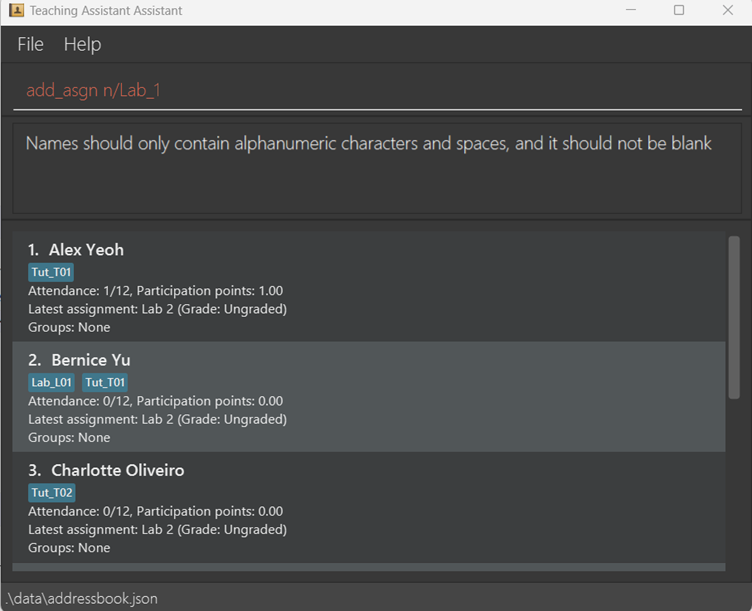 Teaching Assistant Assistant
File Help
add_asgn n/Lab_1
Names should only contain alphanumeric characters and spaces, and it should not be blank
1. Alex Yeoh
Tut_T01
Attendance: 1/12, Participation points: 1.00
Latest assignment: Lab 2 (Grade: Ungraded)
Groups: None
2. Bernice Yu
Lab_L01 Tut_T01
Attendance: 0/12, Participation points: 0.00
Latest assignment: Lab 2 (Grade: Ungraded)
Groups: None
3. Charlotte Oliveiro
Tut_T02
Attendance: 0/12, Participation points: 0.00
Latest assignment: Lab 2 (Grade: Ungraded)
Groups: None
.\data\addressbook.json